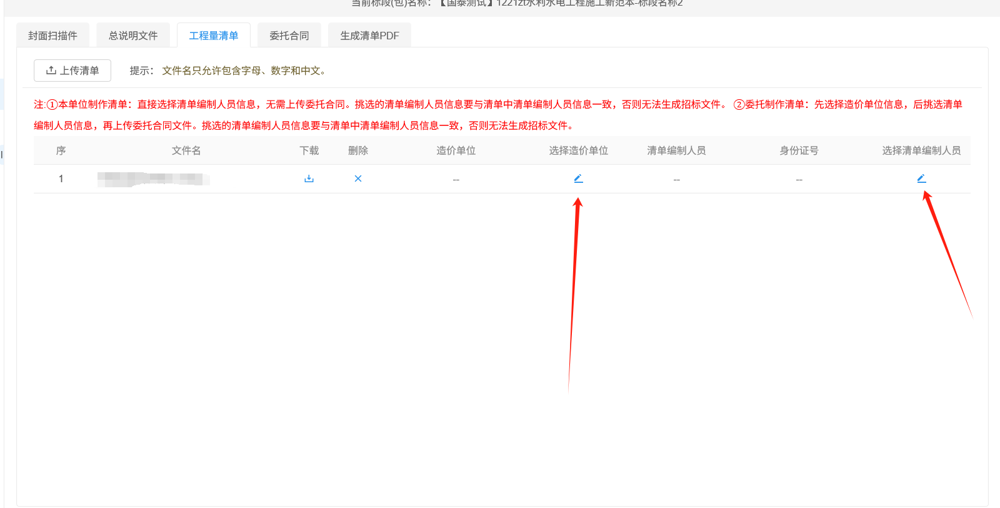 当前标段(包)名称：【国泰测试】1221zt水利水电工程施工新范本-标段名称2
封面扫描件 总说明文件 工程量清单 委托合同 生成清单PDF
上传清单 提示： 文件名只允许包含字母、数字和中文。
注:①本单位制作清单：直接选择清单编制人员信息，无需上传委托合同。挑选的清单编制人员信息要与清单中清单编制人员信息一致，否则无法生成招标文件。 ②委托制作清单：先选择造价单位信息，后挑选清单
编制人员信息，再上传委托合同文件。挑选的清单编制人员信息要与清单中清单编制人员信息一致，否则无法生成招标文件。
序 文件名 下载 删除 造价单位 选择造价单位 清单编制人员 身份证号 选择清单编制人员
1 -- -- --